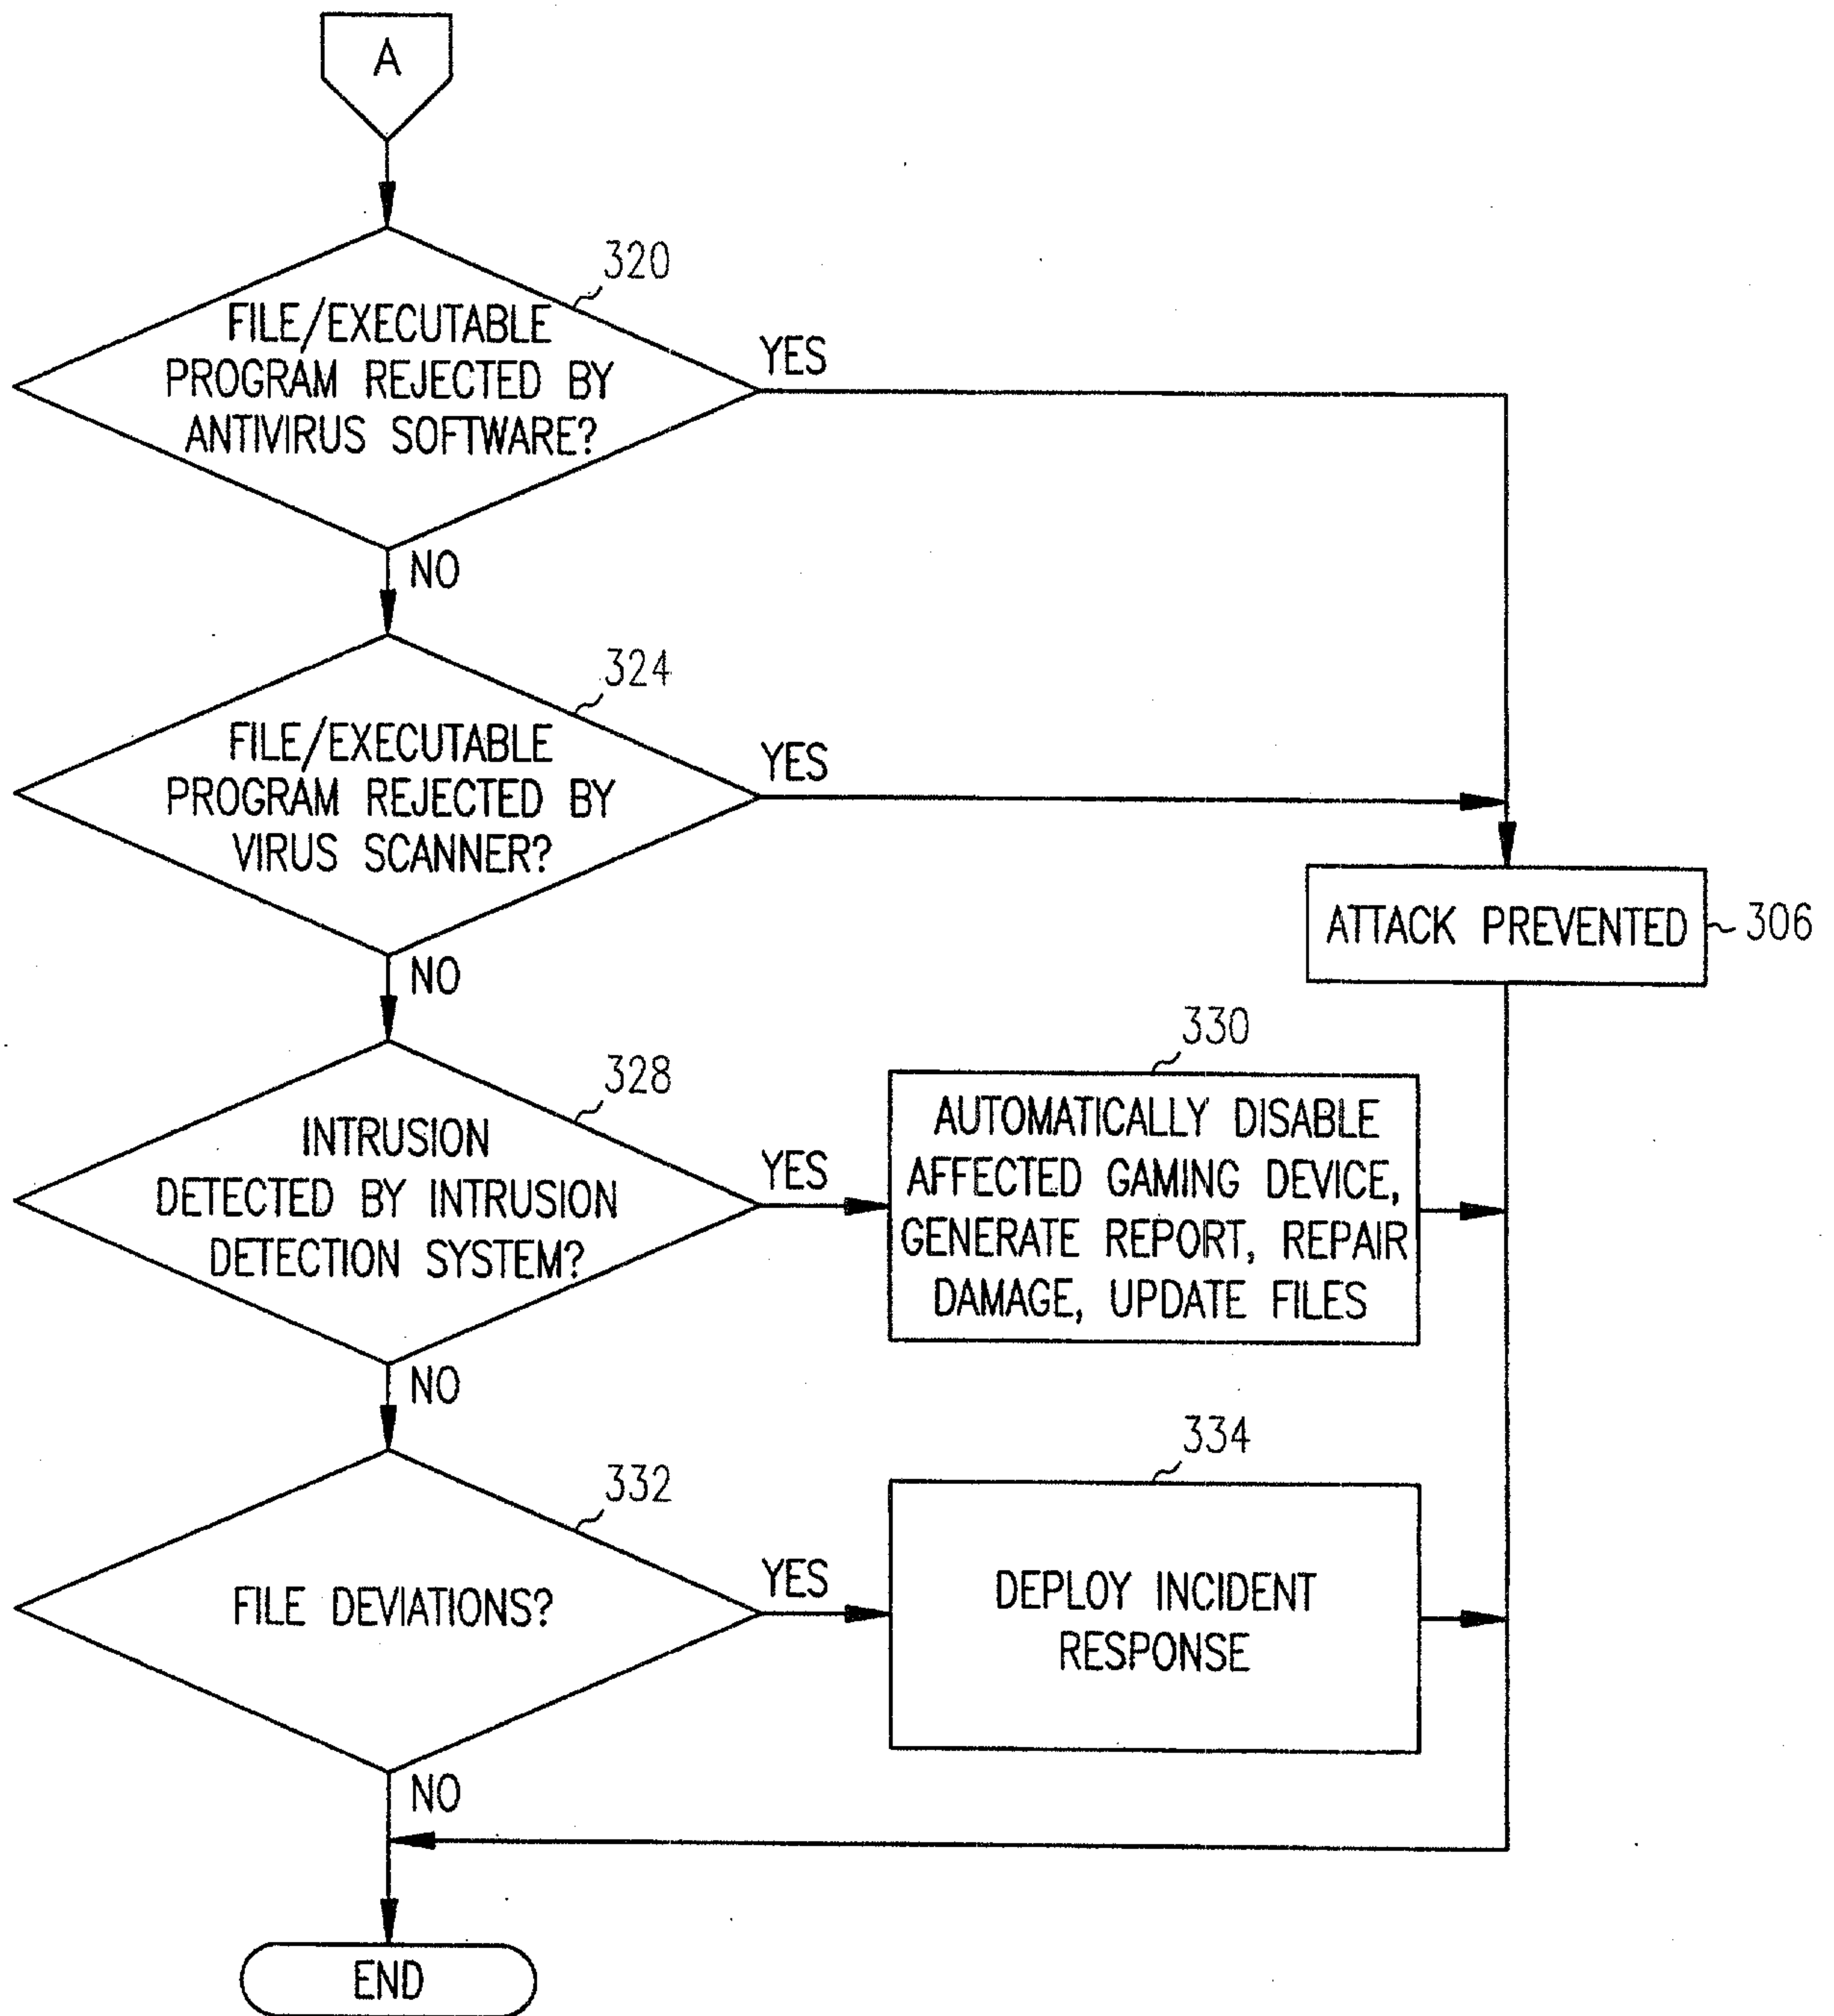 A
320
FILE/EXECUTABLE
PROGRAM REJECTED BY
ANTIVIRUS SOFTWARE?
YES
NO
324
FILE/EXECUTABLE
PROGRAM REJECTED BY
VIRUS SCANNER?
YES
ATTACK PREVENTED
306
NO
328
INTRUSION
DETECTED BY INTRUSION
DETECTION SYSTEM?
YES
330
AUTOMATICALLY DISABLE
AFFECTED GAMING DEVICE,
GENERATE REPORT, REPAIR
DAMAGE, UPDATE FILES
NO
332
FILE DEVIATIONS?
YES
334
DEPLOY INCIDENT
RESPONSE
NO
END